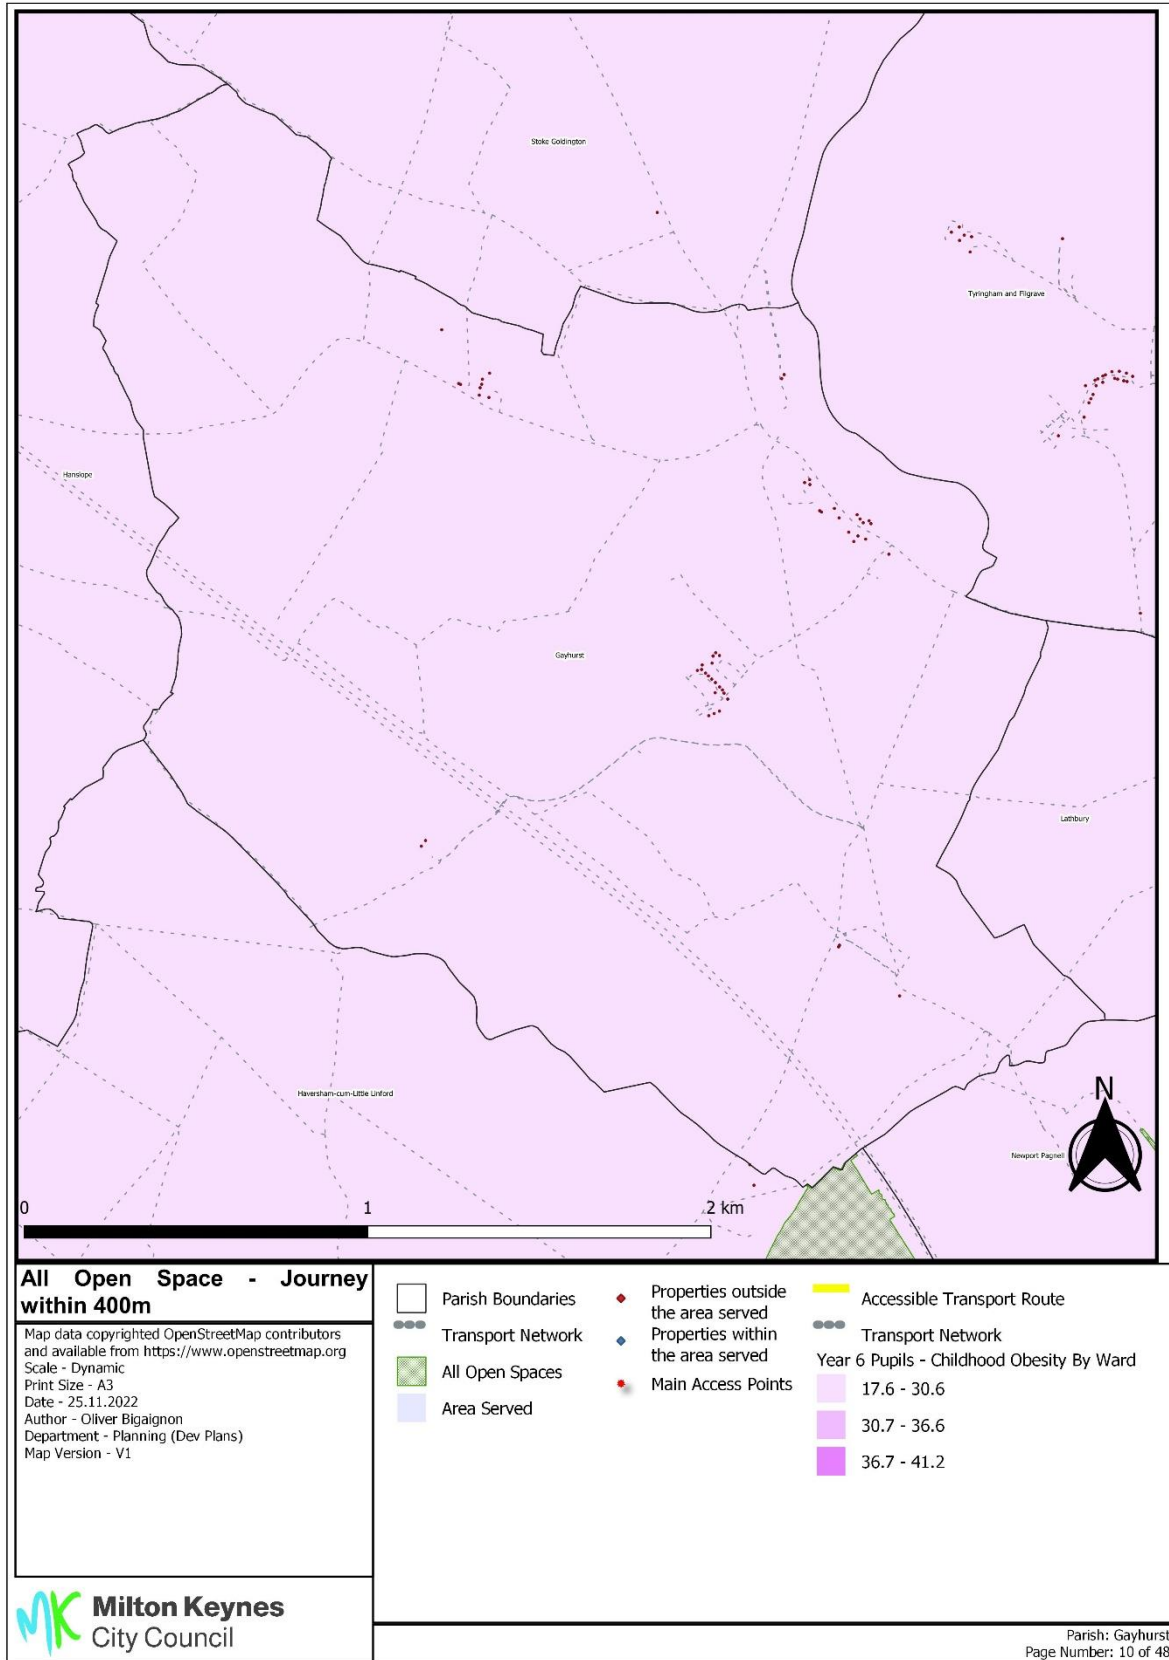 Stoke Goldington
Tyringham and Filgrave
Hanslope
Gayhurst
Lathbury
Haversham-cum-Little Linford
Newport Pagnell
N
0 1 2 km
All Open Space - Journey
within 400m
Map data copyrighted OpenStreetMap contributors
and available from https://www.openstreetmap.org
Scale - Dynamic
Print Size - A3
Date - 25.11.2022
Author - Oliver Bigaignon
Department - Planning (Dev Plans)
Map Version - V1
MK Milton Keynes
City Council
Parish Boundaries
Transport Network
All Open Spaces
Area Served
Properties outside
the area served
Properties within
the area served
Main Access Points
Accessible Transport Route
Transport Network
Year 6 Pupils - Childhood Obesity By Ward
17.6 - 30.6
30.7 - 36.6
36.7 - 41.2
Parish: Gayhurst
Page Number: 10 of 48